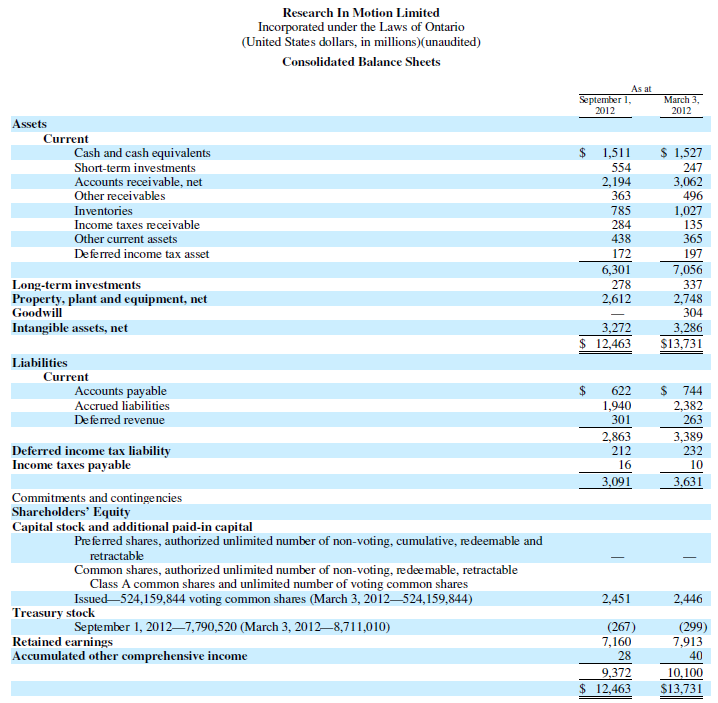 Research In Motion Limited
Incorporated under the Laws of Ontario
(United States dollars, in millions)(unaudited)
Consolidated Balance Sheets
As at
September 1, March 3,
2012 2012
Assets
Current
Cash and cash equivalents $ 1,511 $ 1,527
Short-term investments 554 247
Accounts receivable, net 2,194 3,062
Other receivables 363 496
Inventories 785 1,027
Income taxes receivable 284 135
Other current assets 438 365
Deferred income tax asset 172 197
6,301 7,056
Long-term investments 278 337
Property, plant and equipment, net 2,612 2,748
Goodwill — 304
Intangible assets, net 3,272 3,286
$ 12,463 $13,731
Liabilities
Current
Accounts payable $ 622 $ 744
Accrued liabilities 1,940 2,382
Deferred revenue 301 263
2,863 3,389
Deferred income tax liability 212 232
Income taxes payable 16 10
3,091 3,631
Commitments and contingencies
Shareholders' Equity
Capital stock and additional paid-in capital
Preferred shares, authorized unlimited number of non-voting, cumulative, redeemable and
retractable — —
Common shares, authorized unlimited number of non-voting, redeemable, retractable
Class A common shares and unlimited number of voting common shares
Issued—524,159,844 voting common shares (March 3, 2012—524,159,844) 2,451 2,446
Treasury stock
September 1, 2012—7,790,520 (March 3, 2012—8,711,010) (267) (299)
Retained earnings 7,160 7,913
Accumulated other comprehensive income 28 40
9,372 10,100
$ 12,463 $13,731